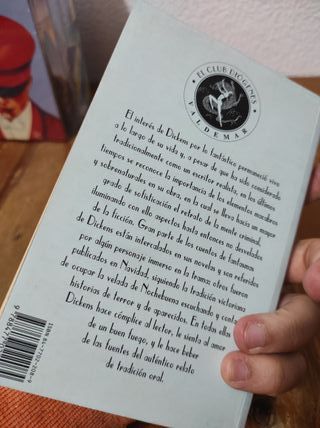 EL CLUB DIÓGENES
VALDEMAR
El interés de Dickens por lo fantástico permaneció vivo
a lo largo de su vida y, a pesar de que ha sido considerado
tradicionalmente como un escritor realista, en los últimos
tiempos se reconoce la importancia de los elementos macabros
y sobrenaturales en su obra, en la cual se lleva hasta un mayor
grado de sofisticación el retrato de la mente criminal,
iluminando con ello aspectos hasta entonces no desvelados
de la ficción. Gran parte de los cuentos de fantasmas
de Dickens están intercalados en sus novelas y son referidos
por algún personaje inmerso en la trama; otros fueron
publicados en Navidad, siguiendo la tradición victoriana
de ocupar la velada de Nochebuena escuchando y contando
historias de terror y de aparecidos. En todas ellas
Dickens hace cómplice al lector, le sienta al amor
de un buen fuego, y le hace beber
de las fuentes del auténtico relato
de tradición oral.
ISBN 84-7702-208-9